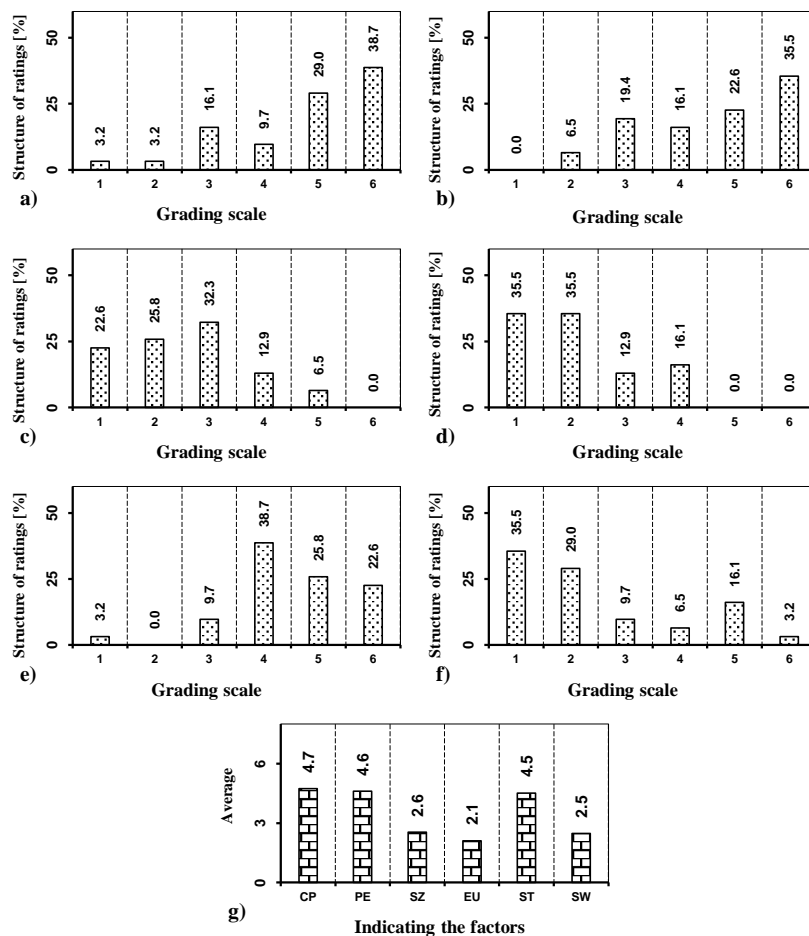 Structure of ratings [%]
50
25
0
3.2
3.2
16.1
9.7
29.0
38.7
1 2 3 4 5 6
a)
Grading scale
Structure of ratings [%]
50
25
0
0.0
6.5
19.4
16.1
22.6
35.5
1 2 3 4 5 6
b)
Grading scale
Structure of ratings [%]
50
25
0
22.6
25.8
32.3
12.9
6.5
0.0
1 2 3 4 5 6
c)
Grading scale
Structure of ratings [%]
50
25
0
35.5
35.5
12.9
16.1
0.0
0.0
1 2 3 4 5 6
d)
Grading scale
Structure of ratings [%]
50
25
0
3.2
0.0
9.7
38.7
25.8
22.6
1 2 3 4 5 6
e)
Grading scale
Structure of ratings [%]
50
25
0
35.5
29.0
9.7
6.5
16.1
3.2
1 2 3 4 5 6
f)
Grading scale
Average
6
3
0
4.7
4.6
2.6
2.1
4.5
2.5
CP PE SZ EU ST SW
g)
Indicating the factors